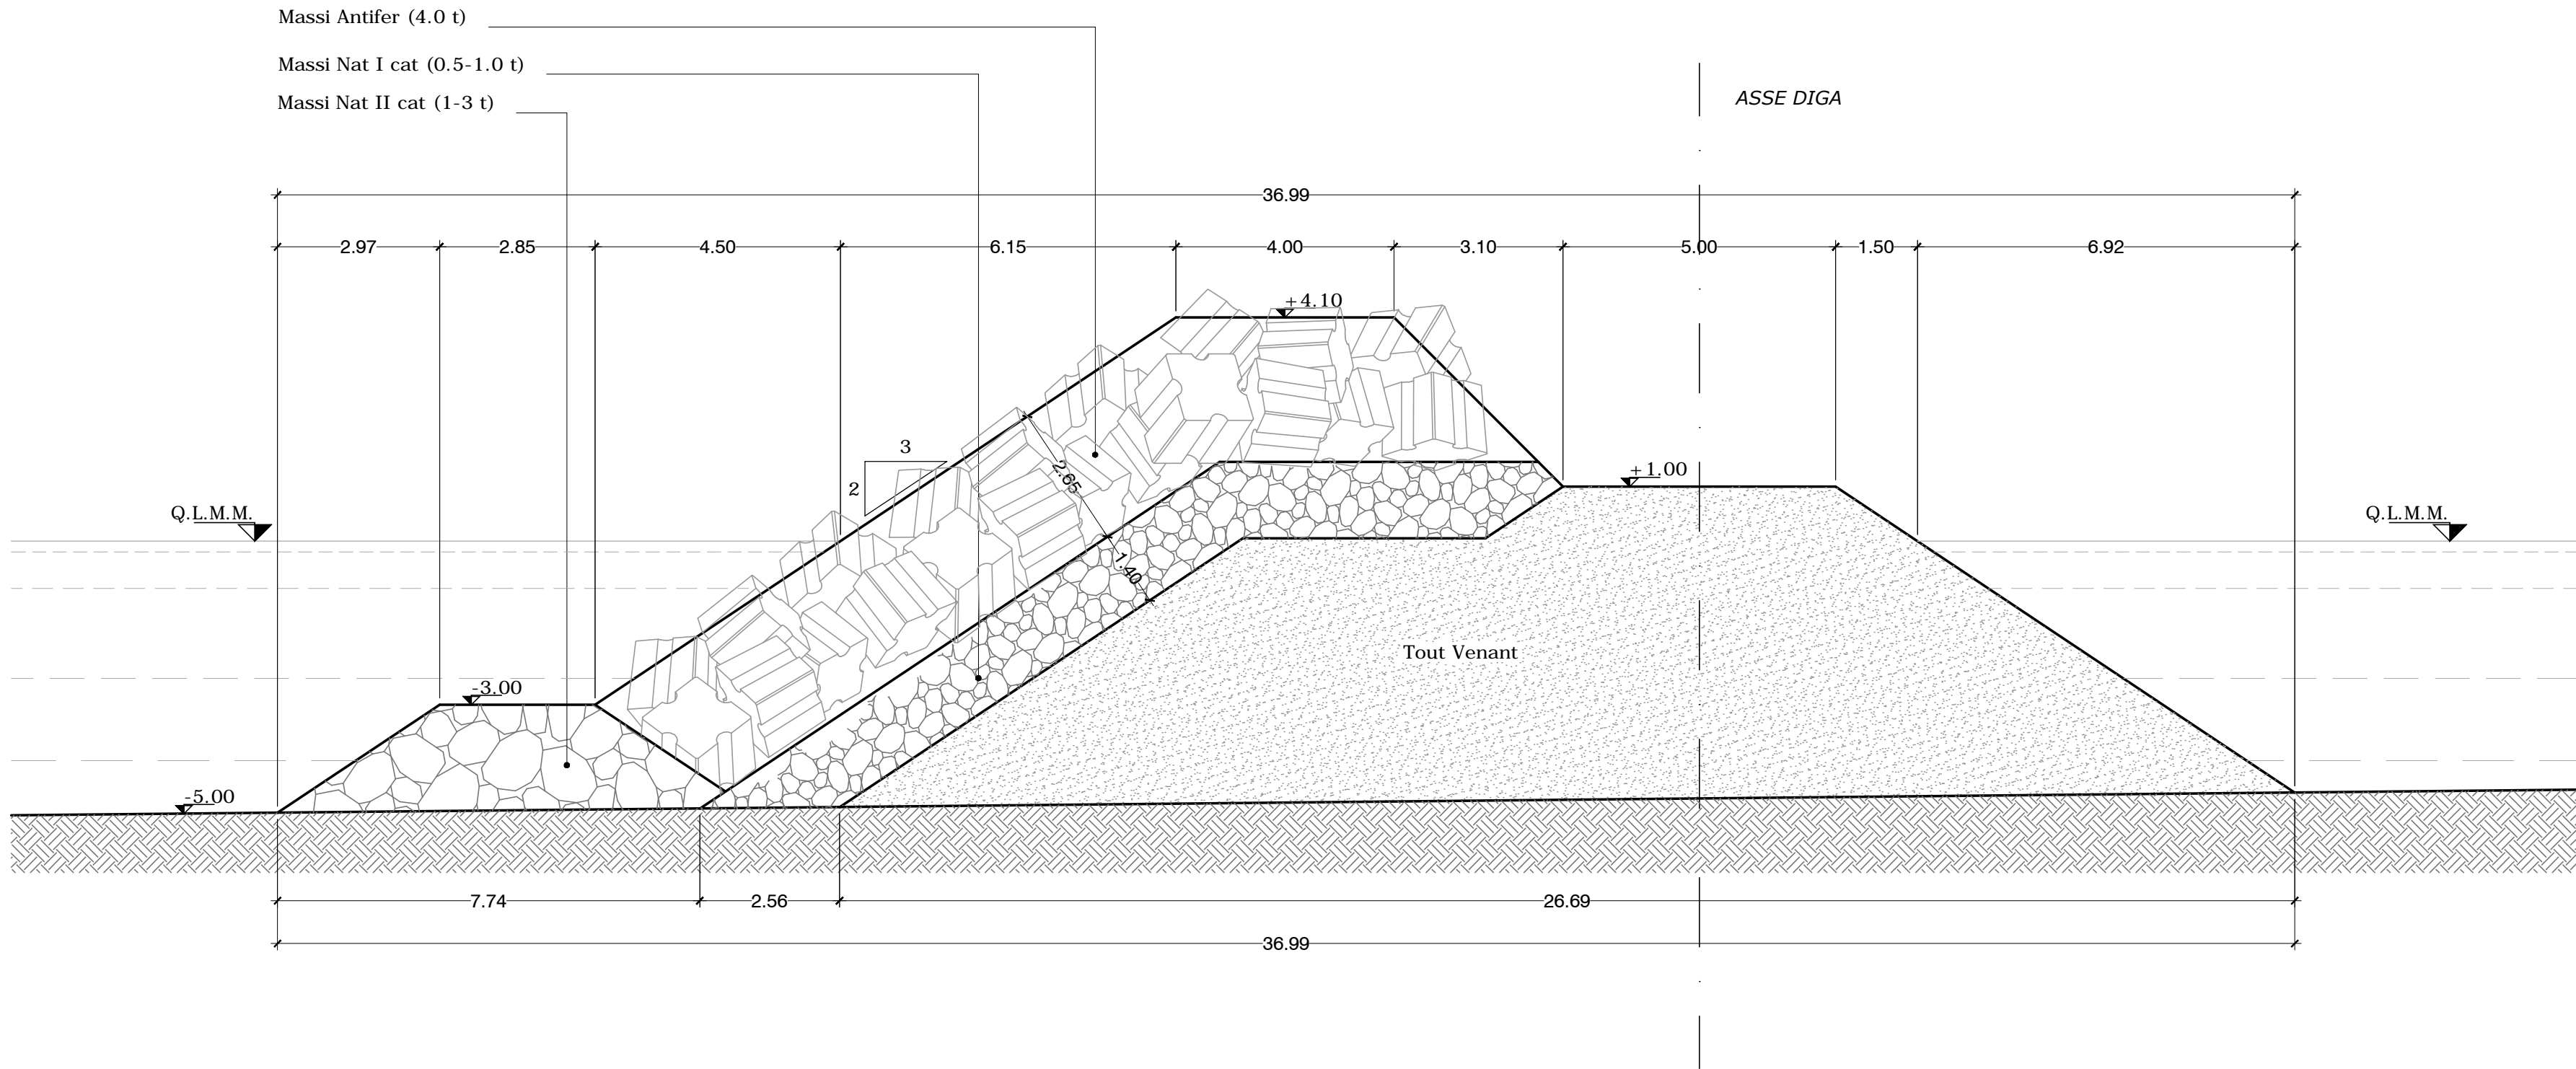 Massi Antifer (4.0 t)
Massi Nat I cat (0.5-1.0 t)
Massi Nat II cat (1-3 t)
ASSE DIGA
36.99
2.97 2.85 4.50 6.15 4.00 3.10 5.00 1.50 6.92
+4.10
3
2
2.65
1.40
+1.00
Q.L.M.M.
Q.L.M.M.
Tout Venant
-3.00
-5.00
7.74 2.56 26.69
36.99